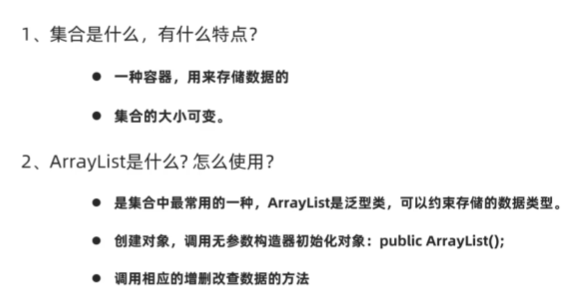 1、集合是什么，有什么特点？
● 一种容器，用来存储数据的
● 集合的大小可变。
2、ArrayList是什么? 怎么使用？
● 是集合中最常用的一种，ArrayList是泛型类，可以约束存储的数据类型。
● 创建对象，调用无参数构造器初始化对象：public ArrayList();
● 调用相应的增删改查数据的方法